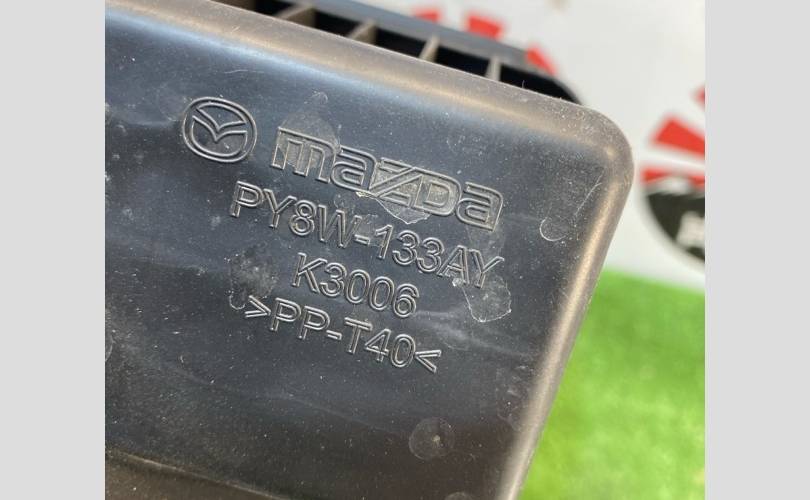 mazda
PY8W-133AY
K3006
>PP-T40<